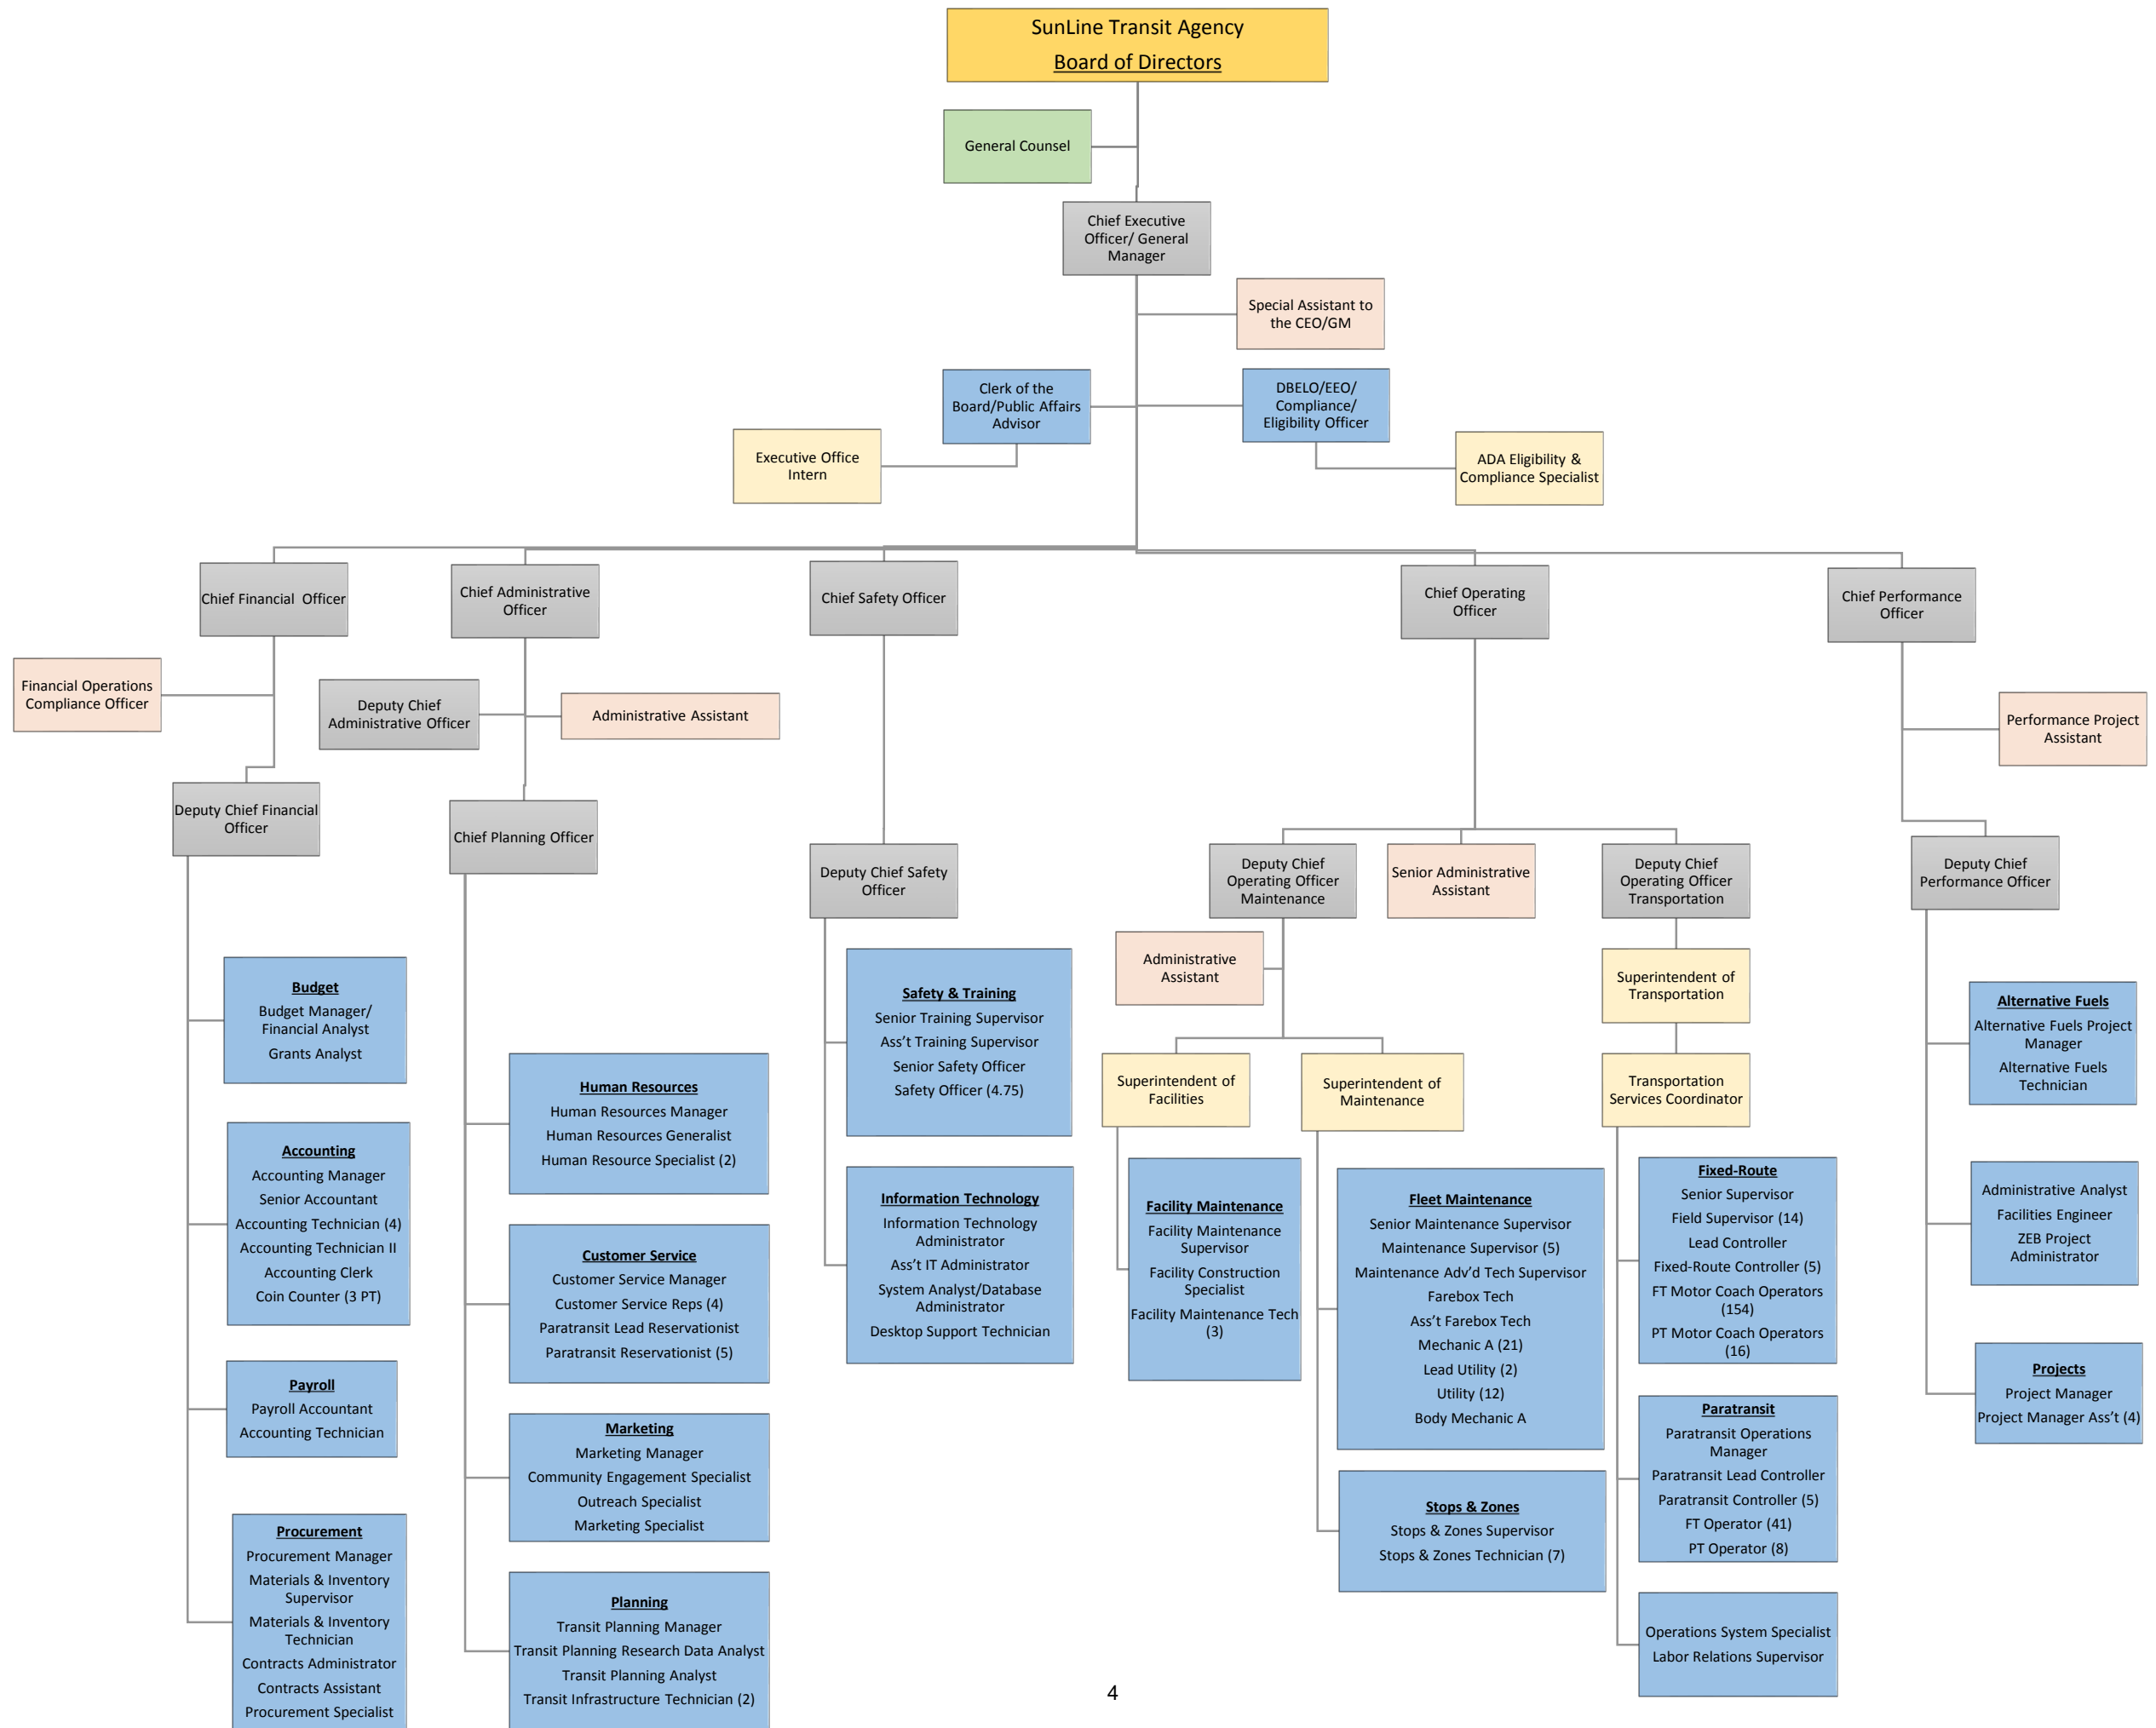 SunLine Transit Agency
Board of Directors
General Counsel
Chief Executive
Officer/ General
Manager
Special Assistant to
the CEO/GM
Clerk of the
Board/Public Affairs
Advisor
DBELO/EEO/
Compliance/
Eligibility Officer
Executive Office
Intern
ADA Eligibility &
Compliance Specialist
Chief Financial Officer
Chief Administrative
Officer
Chief Safety Officer
Chief Operating
Officer
Chief Performance
Officer
Financial Operations
Compliance Officer
Deputy Chief
Administrative Officer
Administrative Assistant
Performance Project
Assistant
Deputy Chief Financial
Officer
Chief Planning Officer
Deputy Chief Safety
Officer
Deputy Chief
Operating Officer
Maintenance
Senior Administrative
Assistant
Deputy Chief
Operating Officer
Transportation
Deputy Chief
Performance Officer
Administrative
Assistant
Superintendent of
Transportation
Superintendent of
Facilities
Superintendent of
Maintenance
Transportation
Services Coordinator
Budget
Budget Manager/
Financial Analyst
Grants Analyst
Accounting
Accounting Manager
Senior Accountant
Accounting Technician (4)
Accounting Technician II
Accounting Clerk
Coin Counter (3 PT)
Payroll
Payroll Accountant
Accounting Technician
Procurement
Procurement Manager
Materials & Inventory
Supervisor
Materials & Inventory
Technician
Contracts Administrator
Contracts Assistant
Procurement Specialist
Human Resources
Human Resources Manager
Human Resources Generalist
Human Resource Specialist (2)
Customer Service
Customer Service Manager
Customer Service Reps (4)
Paratransit Lead Reservationist
Paratransit Reservationist (5)
Marketing
Marketing Manager
Community Engagement Specialist
Outreach Specialist
Marketing Specialist
Planning
Transit Planning Manager
Transit Planning Research Data Analyst
Transit Planning Analyst
Transit Infrastructure Technician (2)
Safety & Training
Senior Training Supervisor
Ass't Training Supervisor
Senior Safety Officer
Safety Officer (4.75)
Information Technology
Information Technology
Administrator
Ass't IT Administrator
System Analyst/Database
Administrator
Desktop Support Technician
Facility Maintenance
Facility Maintenance
Supervisor
Facility Construction
Specialist
Facility Maintenance Tech
(3)
Fleet Maintenance
Senior Maintenance Supervisor
Maintenance Supervisor (5)
Maintenance Adv'd Tech Supervisor
Farebox Tech
Ass't Farebox Tech
Mechanic A (21)
Lead Utility (2)
Utility (12)
Body Mechanic A
Stops & Zones
Stops & Zones Supervisor
Stops & Zones Technician (7)
Fixed-Route
Senior Supervisor
Field Supervisor (14)
Lead Controller
Fixed-Route Controller (5)
FT Motor Coach Operators
(154)
PT Motor Coach Operators
(16)
Paratransit
Paratransit Operations
Manager
Paratransit Lead Controller
Paratransit Controller (5)
FT Operator (41)
PT Operator (8)
Operations System Specialist
Labor Relations Supervisor
Alternative Fuels
Alternative Fuels Project
Manager
Alternative Fuels
Technician
Administrative Analyst
Facilities Engineer
ZEB Project
Administrator
Projects
Project Manager
Project Manager Ass't (4)
4